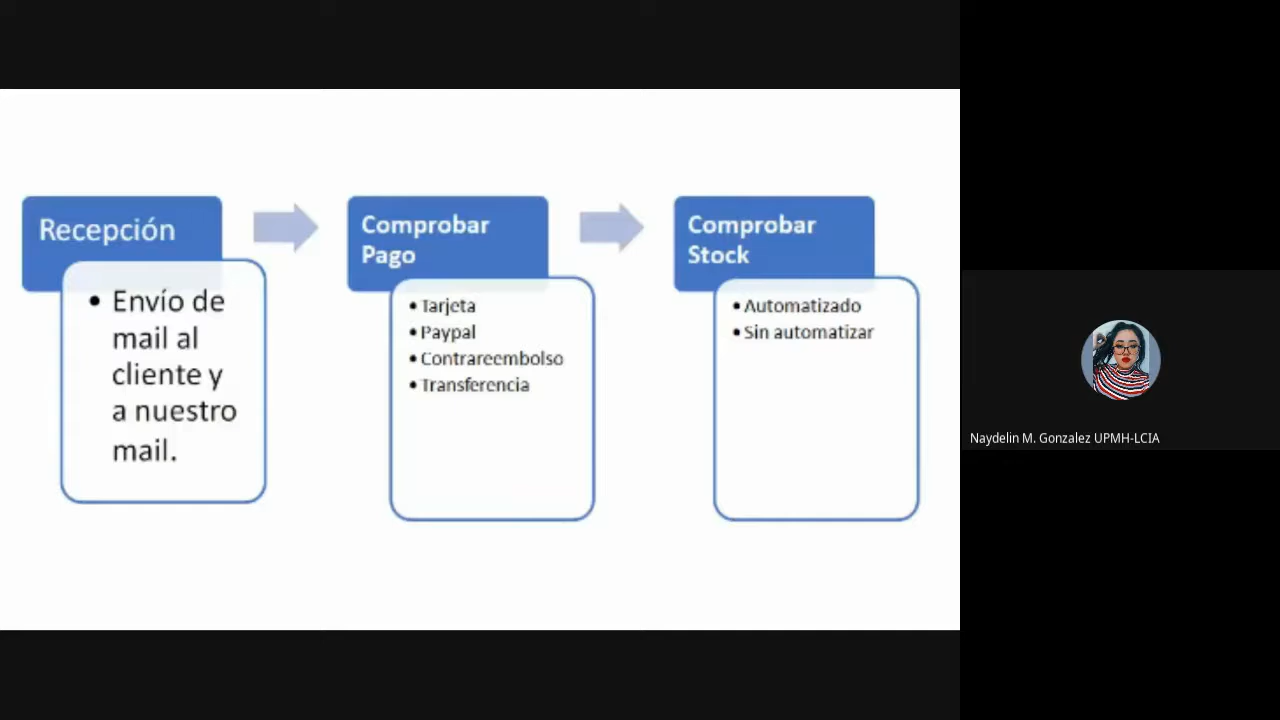 Recepción
• Envío de
mail al
cliente y
a nuestro
mail.
Comprobar
Pago
• Tarjeta
• Paypal
• Contrareembolso
• Transferencia
Comprobar
Stock
• Automatizado
• Sin automatizar
Naydelin M. Gonzalez UPMH-LCIA